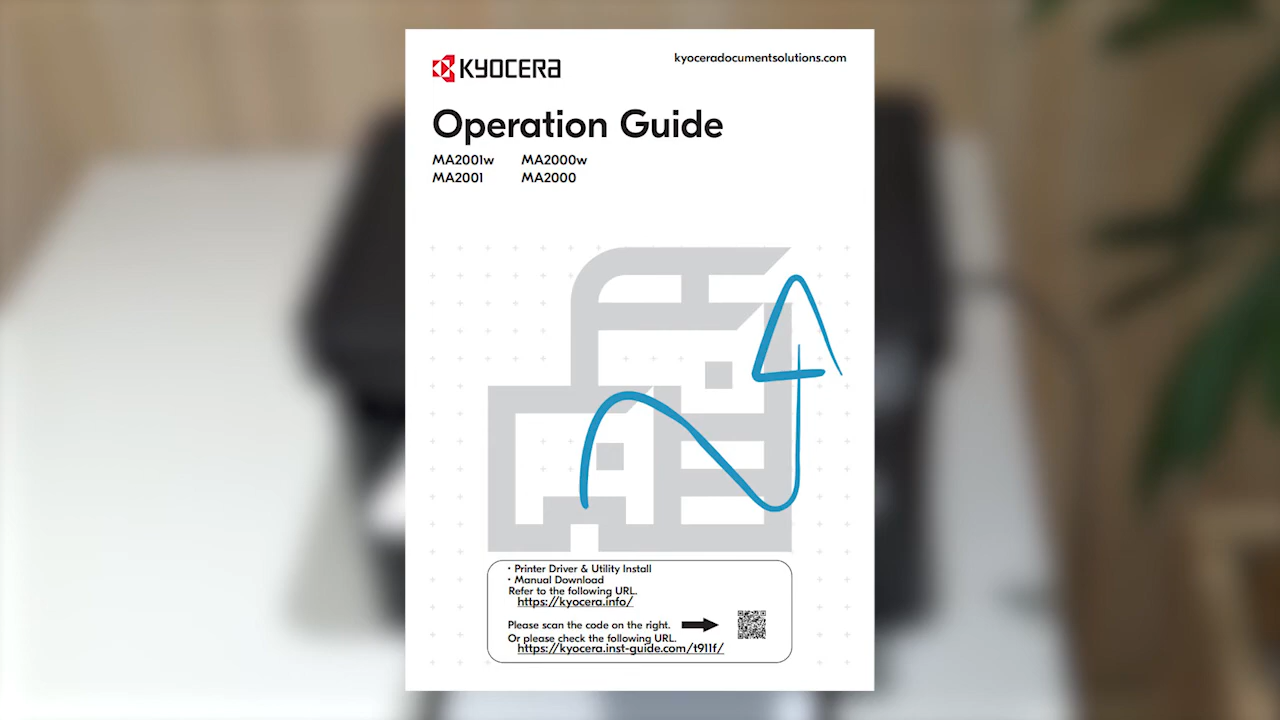 KYOCERA
kyoceradocumentsolutions.com
Operation Guide
MA2001w MA2000w
MA2001 MA2000
・Printer Driver & Utility Install
・Manual Download
Refer to the following URL.
https://kyocera.info/
Please scan the code on the right.
Or please check the following URL.
https://kyocera.inst-guide.com/t911f/